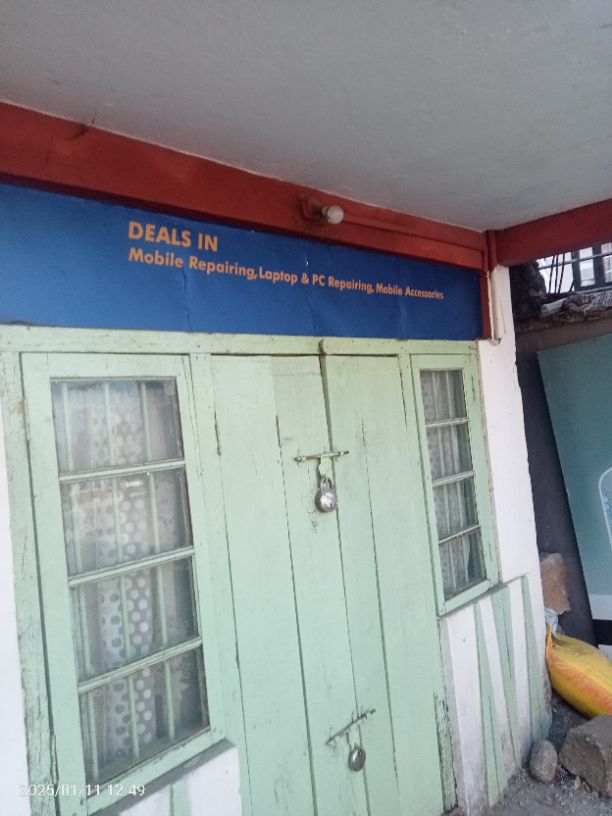 DEALS IN
Mobile Repairing, Laptop & PC Repairing, Mobile Accessories
2025/01/11 12:49